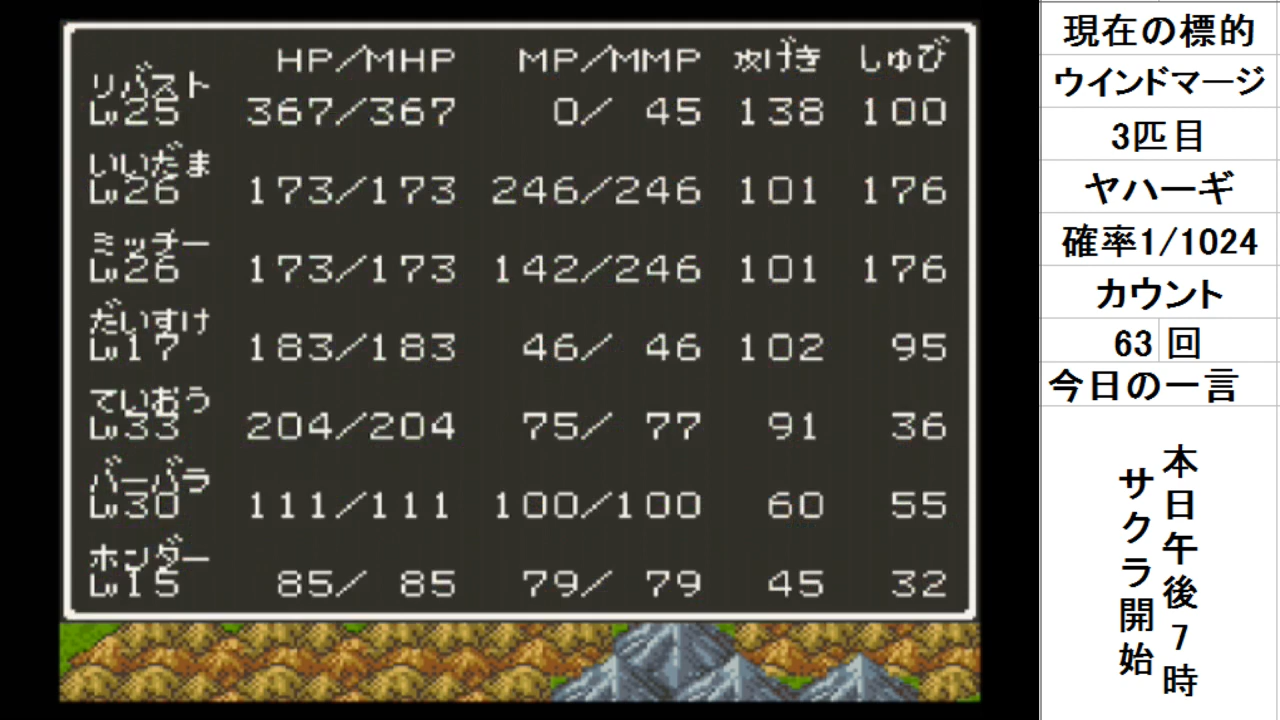 HP/MHP MP/MMP 攻げき しゅび
リバスト
Lv25 367/367 0/ 45 138 100
いいだま
Lv26 173/173 246/246 101 176
ミッチー
Lv26 173/173 142/246 101 176
だいすけ
Lv17 183/183 46/ 46 102 95
ていおう
Lv33 204/204 75/ 77 91 36
バーバラ
Lv30 111/111 100/100 60 55
ホンダー
Lv15 85/ 85 79/ 79 45 32
現在の標的
ウインドマージ
3匹目
ヤハーギ
確率1/1024
カウント
63 回
今日の一言
本日午後7時
サクラ開始